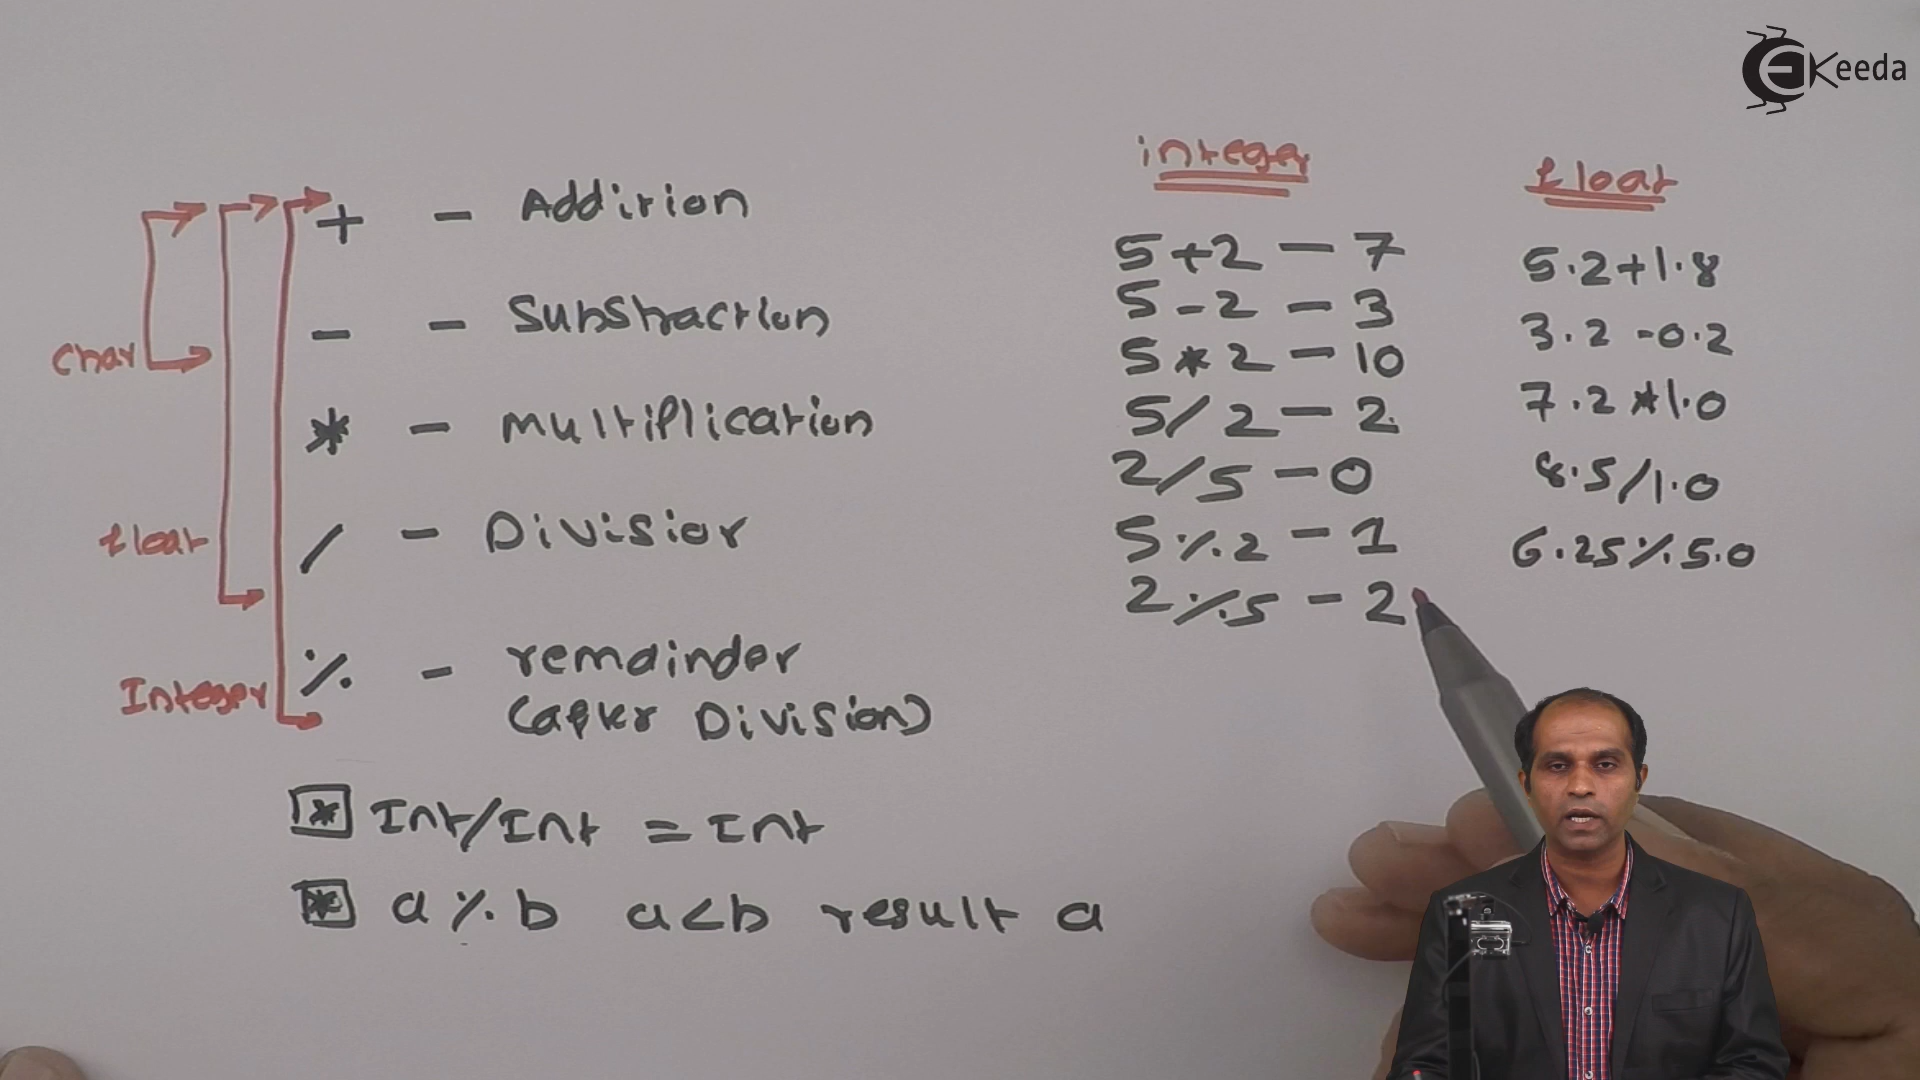 EKeeda
+ - Addition
- - Substraction
* - Multiplication
/ - Division
% - remainder
(after Division)
Char
float
Integer
* Int/Int = Int
* a % b a<b result a
integer
5+2 - 7
5-2 - 3
5*2 - 10
5/2 - 2.
2/5 - 0
5%2 - 1
2%5 - 2
float
5.2+1.8
3.2-0.2
7.2*1.0
8.5/1.0
6.25%5.0